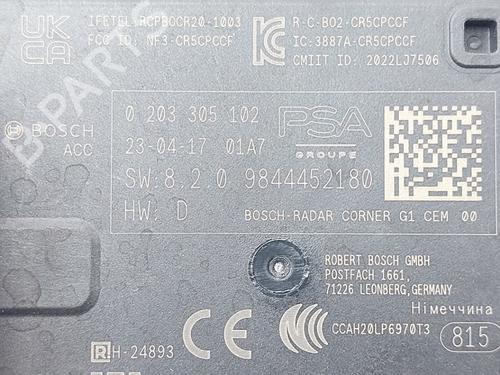 UK CA
IFETEL: RCPBOCR20-1003
FCC ID: NF3-CR5CPCCF
R-C-BO2-CR5CPCCF
IC: 3887A-CR5CPCCF
CMIIT ID: 2022LJ7506
BOSCH
ACC
0 203 305 102
23-04-17 01A7
SW:8.2.0 9844452180
HW: D
PSA
GROUPE
BOSCH-RADAR CORNER G1 CEM 00
ROBERT BOSCH GMBH
POSTFACH 1661,
71226 LEONBERG,GERMANY
Німеччина
CE
CCC
CCAH20LP6970T3
815
R H-24893
B PARTS